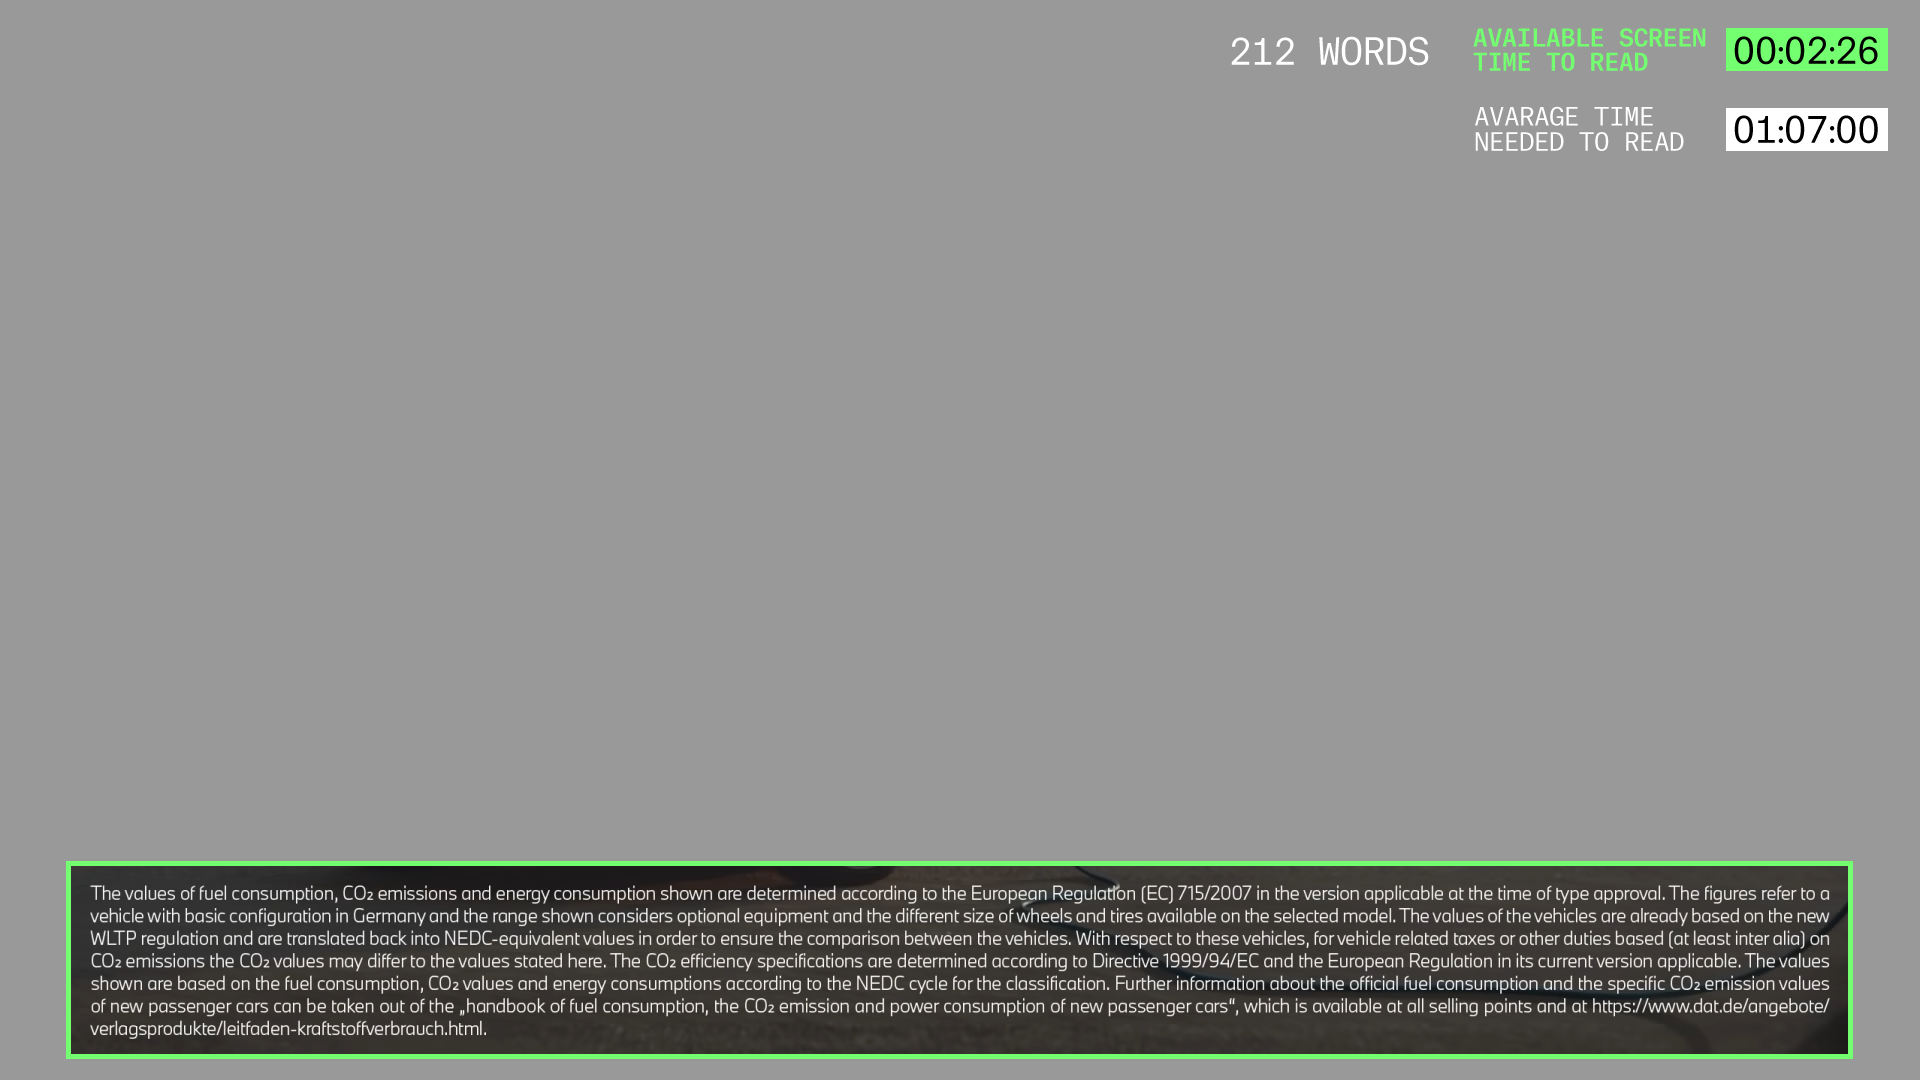 212 WORDS
AVAILABLE SCREEN
TIME TO READ
00:02:26
AVARAGE TIME
NEEDED TO READ
01:07:00
The values of fuel consumption, CO₂ emissions and energy consumption shown are determined according to the European Regulation (EC) 715/2007 in the version applicable at the time of type approval. The figures refer to a
vehicle with basic configuration in Germany and the range shown considers optional equipment and the different size of wheels and tires available on the selected model. The values of the vehicles are already based on the new
WLTP regulation and are translated back into NEDC-equivalent values in order to ensure the comparison between the vehicles. With respect to these vehicles, for vehicle related taxes or other duties based (at least inter alia) on
CO₂ emissions the CO₂ values may differ to the values stated here. The CO₂ efficiency specifications are determined according to Directive 1999/94/EC and the European Regulation in its current version applicable. The values
shown are based on the fuel consumption, CO₂ values and energy consumptions according to the NEDC cycle for the classification. Further information about the official fuel consumption and the specific CO₂ emission values
of new passenger cars can be taken out of the „handbook of fuel consumption, the CO₂ emission and power consumption of new passenger cars“, which is available at all selling points and at https://www.dat.de/angebote/
verlagsprodukte/leitfaden-kraftstoffverbrauch.html.